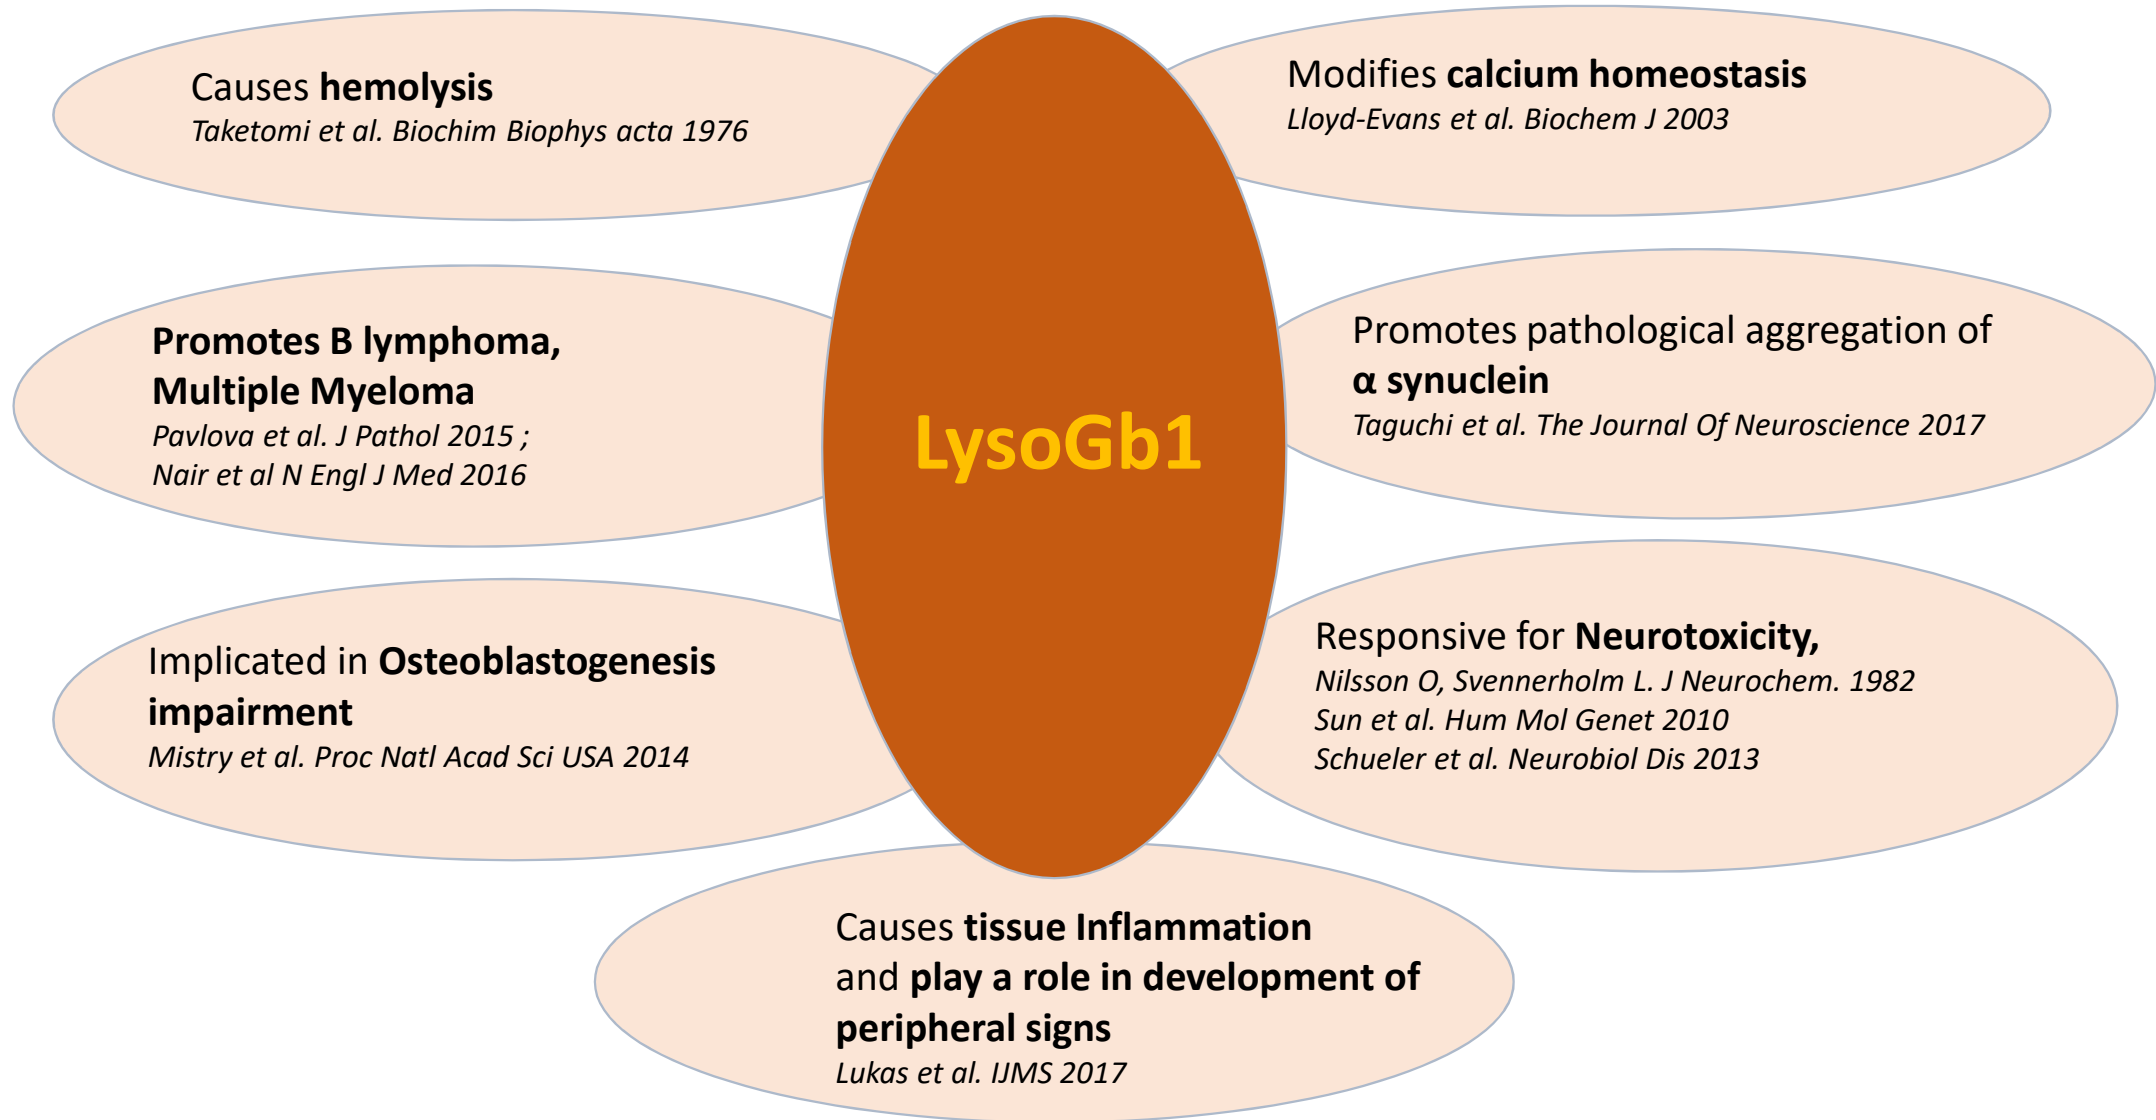 Causes hemolysis
Taketomi et al. Biochim Biophys acta 1976
Modifies calcium homeostasis
Lloyd-Evans et al. Biochem J 2003
Promotes B lymphoma,
Multiple Myeloma
Pavlova et al. J Pathol 2015 ;
Nair et al N Engl J Med 2016
LysoGb1
Promotes pathological aggregation of
α synuclein
Taguchi et al. The Journal Of Neuroscience 2017
Implicated in Osteoblastogenesis
impairment
Mistry et al. Proc Natl Acad Sci USA 2014
Responsive for Neurotoxicity,
Nilsson O, Svennerholm L. J Neurochem. 1982
Sun et al. Hum Mol Genet 2010
Schueler et al. Neurobiol Dis 2013
Causes tissue Inflammation
and play a role in development of
peripheral signs
Lukas et al. IJMS 2017